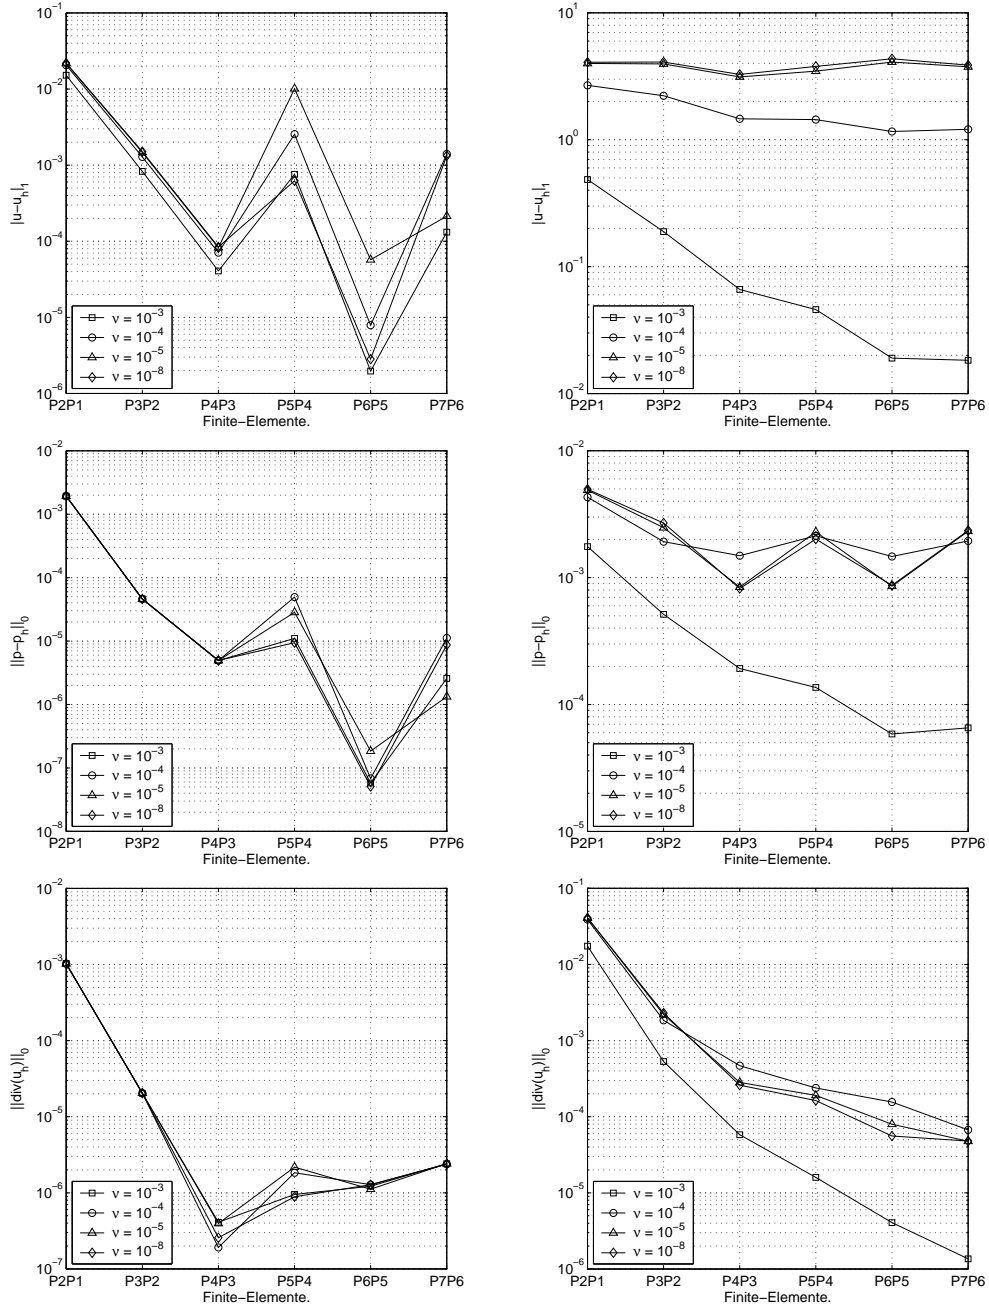 10^{-1}
10^{-2}
10^{-3}
10^{-4}
10^{-5}
10^{-6}
|u−u_h|_1
ν = 10^{-3}
ν = 10^{-4}
ν = 10^{-5}
ν = 10^{-8}
P2P1 P3P2 P4P3 P5P4 P6P5 P7P6
Finite−Elemente.
10^1
10^0
10^{-1}
10^{-2}
|u−u_h|_1
ν = 10^{-3}
ν = 10^{-4}
ν = 10^{-5}
ν = 10^{-8}
P2P1 P3P2 P4P3 P5P4 P6P5 P7P6
Finite−Elemente.
10^{-2}
10^{-3}
10^{-4}
10^{-5}
10^{-6}
10^{-7}
10^{-8}
||p−p_h||_0
ν = 10^{-3}
ν = 10^{-4}
ν = 10^{-5}
ν = 10^{-8}
P2P1 P3P2 P4P3 P5P4 P6P5 P7P6
Finite−Elemente.
10^{-2}
10^{-3}
10^{-4}
10^{-5}
||p−p_h||_0
ν = 10^{-3}
ν = 10^{-4}
ν = 10^{-5}
ν = 10^{-8}
P2P1 P3P2 P4P3 P5P4 P6P5 P7P6
Finite−Elemente.
10^{-2}
10^{-3}
10^{-4}
10^{-5}
10^{-6}
10^{-7}
||div(u_h)||_0
ν = 10^{-3}
ν = 10^{-4}
ν = 10^{-5}
ν = 10^{-8}
P2P1 P3P2 P4P3 P5P4 P6P5 P7P6
Finite−Elemente.
10^{-1}
10^{-2}
10^{-3}
10^{-4}
10^{-5}
10^{-6}
||div(u_h)||_0
ν = 10^{-3}
ν = 10^{-4}
ν = 10^{-5}
ν = 10^{-8}
P2P1 P3P2 P4P3 P5P4 P6P5 P7P6
Finite−Elemente.